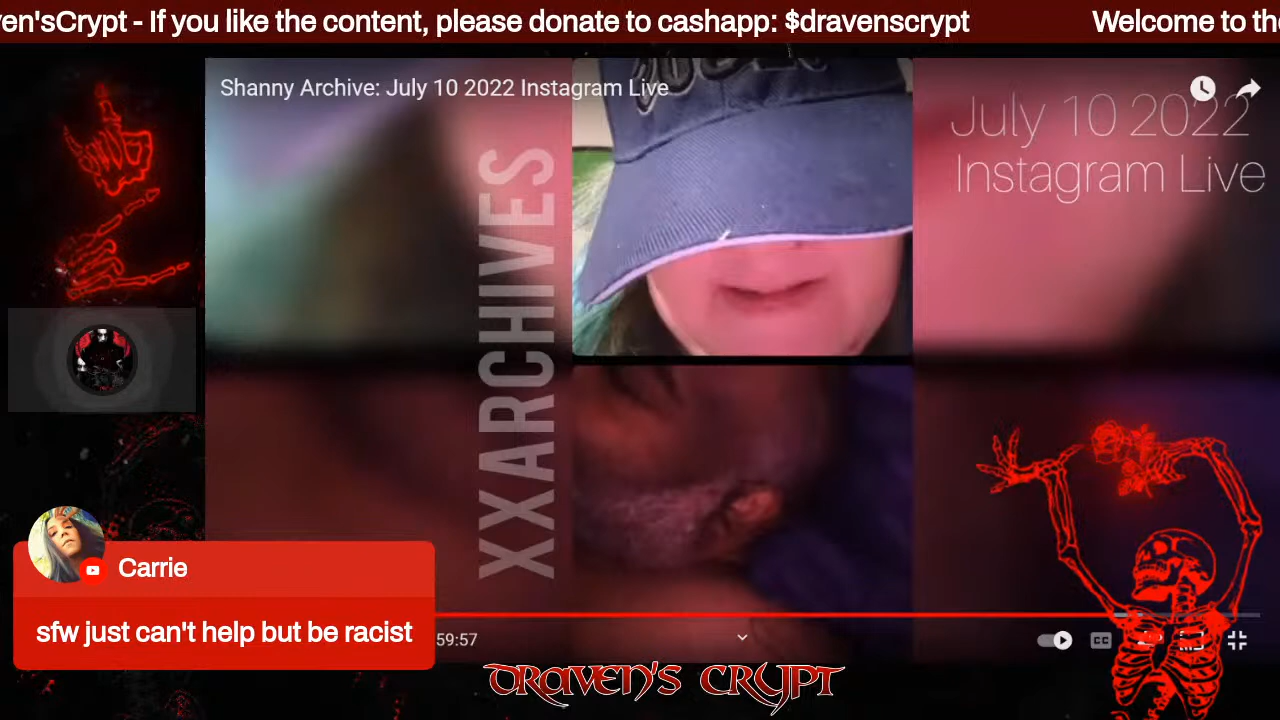 ven'sCrypt - If you like the content, please donate to cashapp: $dravenscrypt
Welcome to the
Shanny Archive: July 10 2022 Instagram Live
July 10 2022
Instagram Live
XXARCHIVES
Carrie
sfw just can't help but be racist
59:57
CC
DRAVEN'S CRYPT